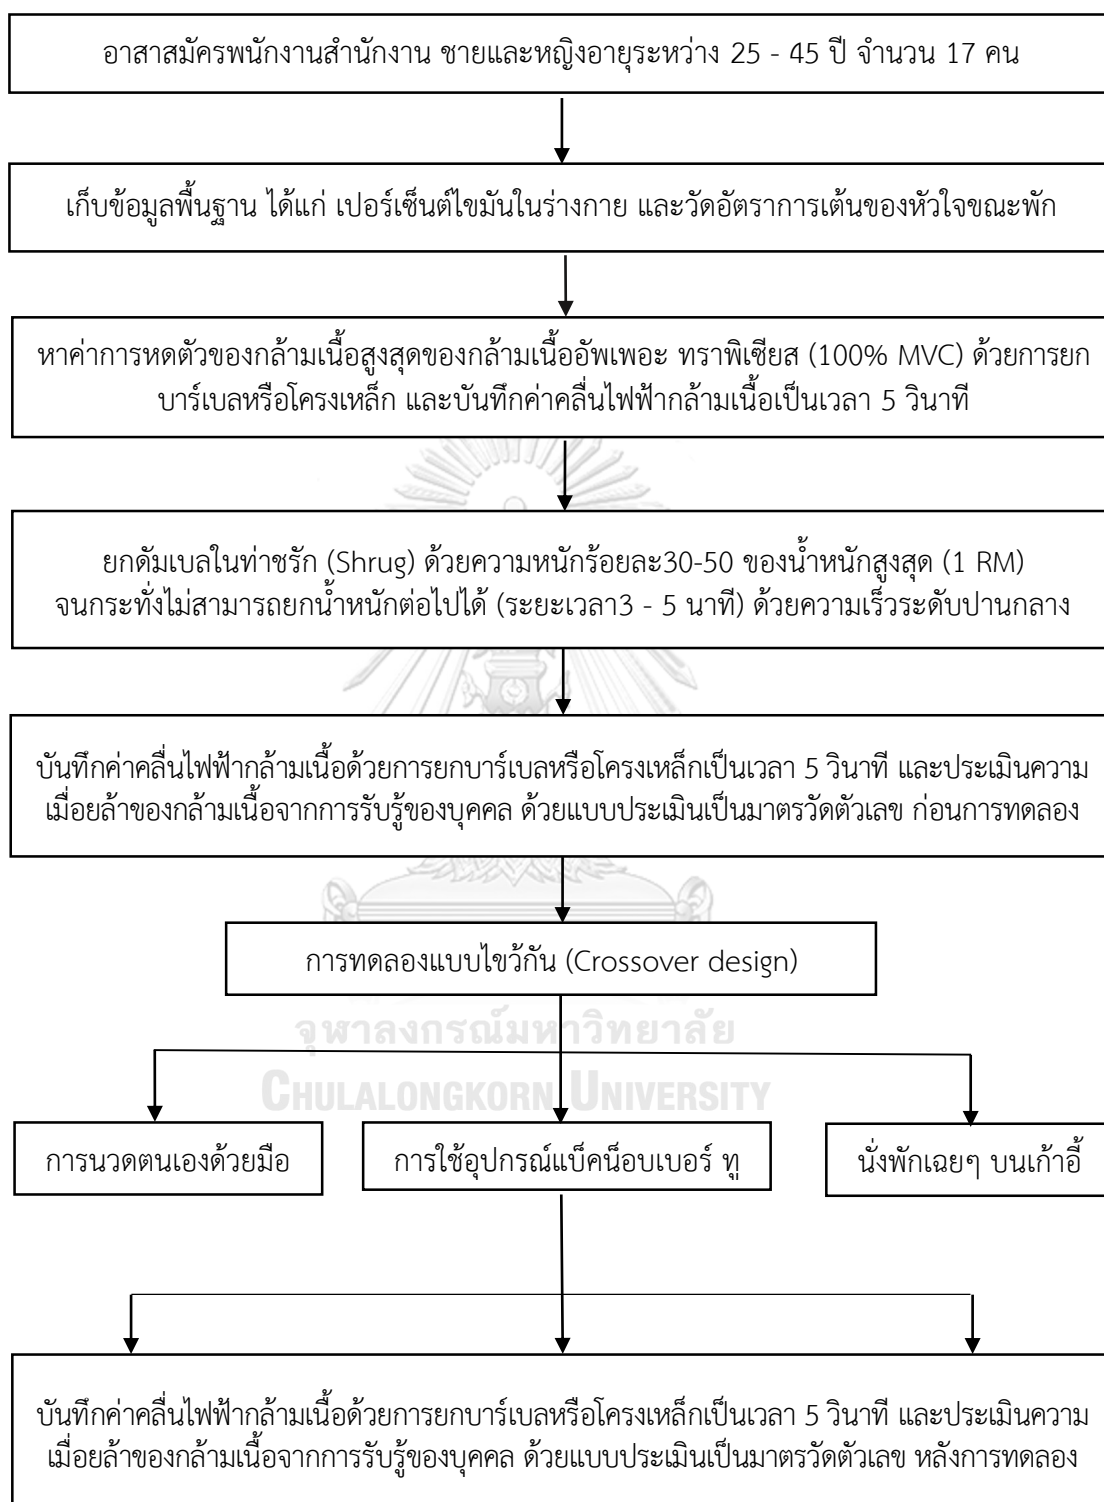 อาสาสมัครพนักงานสำนักงาน ชายและหญิงอายุระหว่าง 25 - 45 ปี จำนวน 17 คน
เก็บข้อมูลพื้นฐาน ได้แก่ เปอร์เซ็นต์ไขมันในร่างกาย และวัดอัตราการเต้นของหัวใจขณะพัก
หาค่าการหดตัวของกล้ามเนื้อสูงสุดของกล้ามเนื้ออัพเพอะ ทราพิเซียส (100% MVC) ด้วยการยก
บาร์เบลหรือโครงเหล็ก และบันทึกค่าคลื่นไฟฟ้ากล้ามเนื้อเป็นเวลา 5 วินาที
ยกดัมเบลในท่าชรัก (Shrug) ด้วยความหนักร้อยละ30-50 ของน้ำหนักสูงสุด (1 RM)
จนกระทั่งไม่สามารถยกน้ำหนักต่อไปได้ (ระยะเวลา3 - 5 นาที) ด้วยความเร็วระดับปานกลาง
บันทึกค่าคลื่นไฟฟ้ากล้ามเนื้อด้วยการยกบาร์เบลหรือโครงเหล็กเป็นเวลา 5 วินาที และประเมินความ
เมื่อยล้าของกล้ามเนื้อจากการรับรู้ของบุคคล ด้วยแบบประเมินเป็นมาตรวัดตัวเลข ก่อนการทดลอง
การทดลองแบบไขว้กัน (Crossover design)
จุฬาลงกรณ์มหาวิทยาลัย
CHULALONGKORN UNIVERSITY
การนวดตนเองด้วยมือ
การใช้อุปกรณ์แบ็คน็อบเบอร์ ทู
นั่งพักเฉยๆ บนเก้าอี้
บันทึกค่าคลื่นไฟฟ้ากล้ามเนื้อด้วยการยกบาร์เบลหรือโครงเหล็กเป็นเวลา 5 วินาที และประเมินความ
เมื่อยล้าของกล้ามเนื้อจากการรับรู้ของบุคคล ด้วยแบบประเมินเป็นมาตรวัดตัวเลข หลังการทดลอง